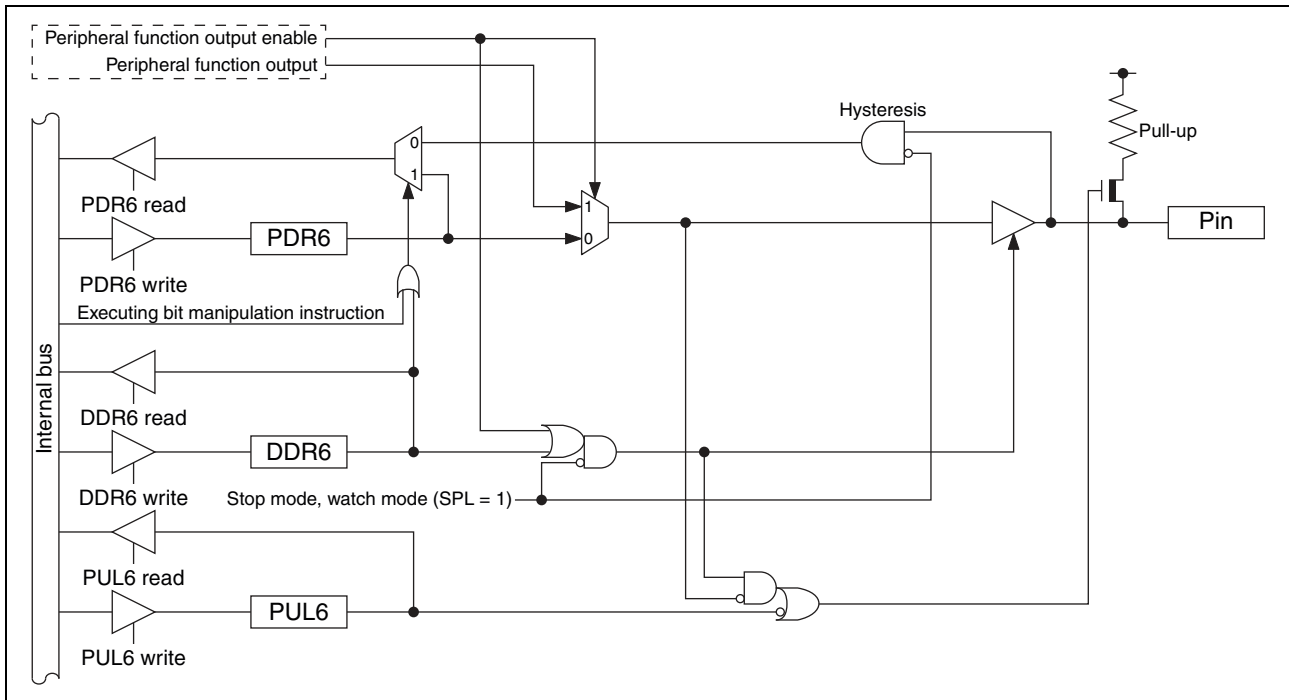 Peripheral function output enable
Peripheral function output
Hysteresis
Pull-up
0
1
PDR6 read
1
0
PDR6
Pin
PDR6 write
Executing bit manipulation instruction
Internal bus
DDR6 read
DDR6
DDR6 write
Stop mode, watch mode (SPL = 1)
PUL6 read
PUL6
PUL6 write